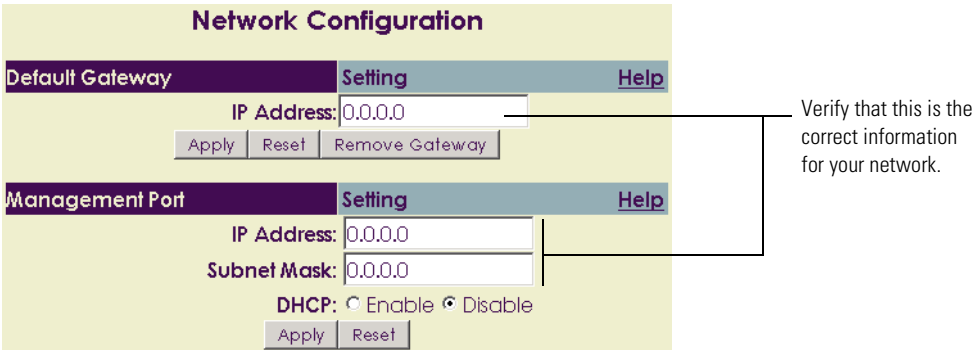 Network Configuration
Default Gateway Setting Help
IP Address: 0.0.0.0
Apply Reset Remove Gateway
Verify that this is the
correct information
for your network.
Management Port Setting Help
IP Address: 0.0.0.0
Subnet Mask: 0.0.0.0
DHCP: Enable Disable
Apply Reset